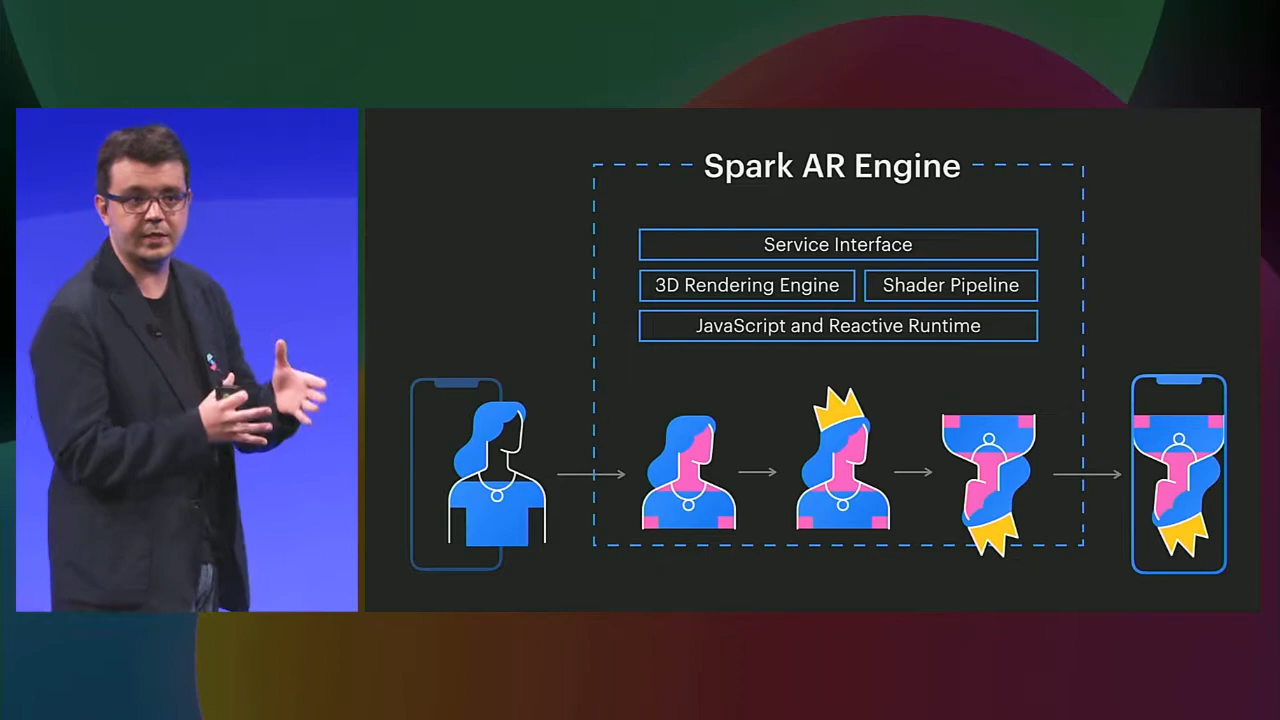 Spark AR Engine
Service Interface
3D Rendering Engine
Shader Pipeline
JavaScript and Reactive Runtime